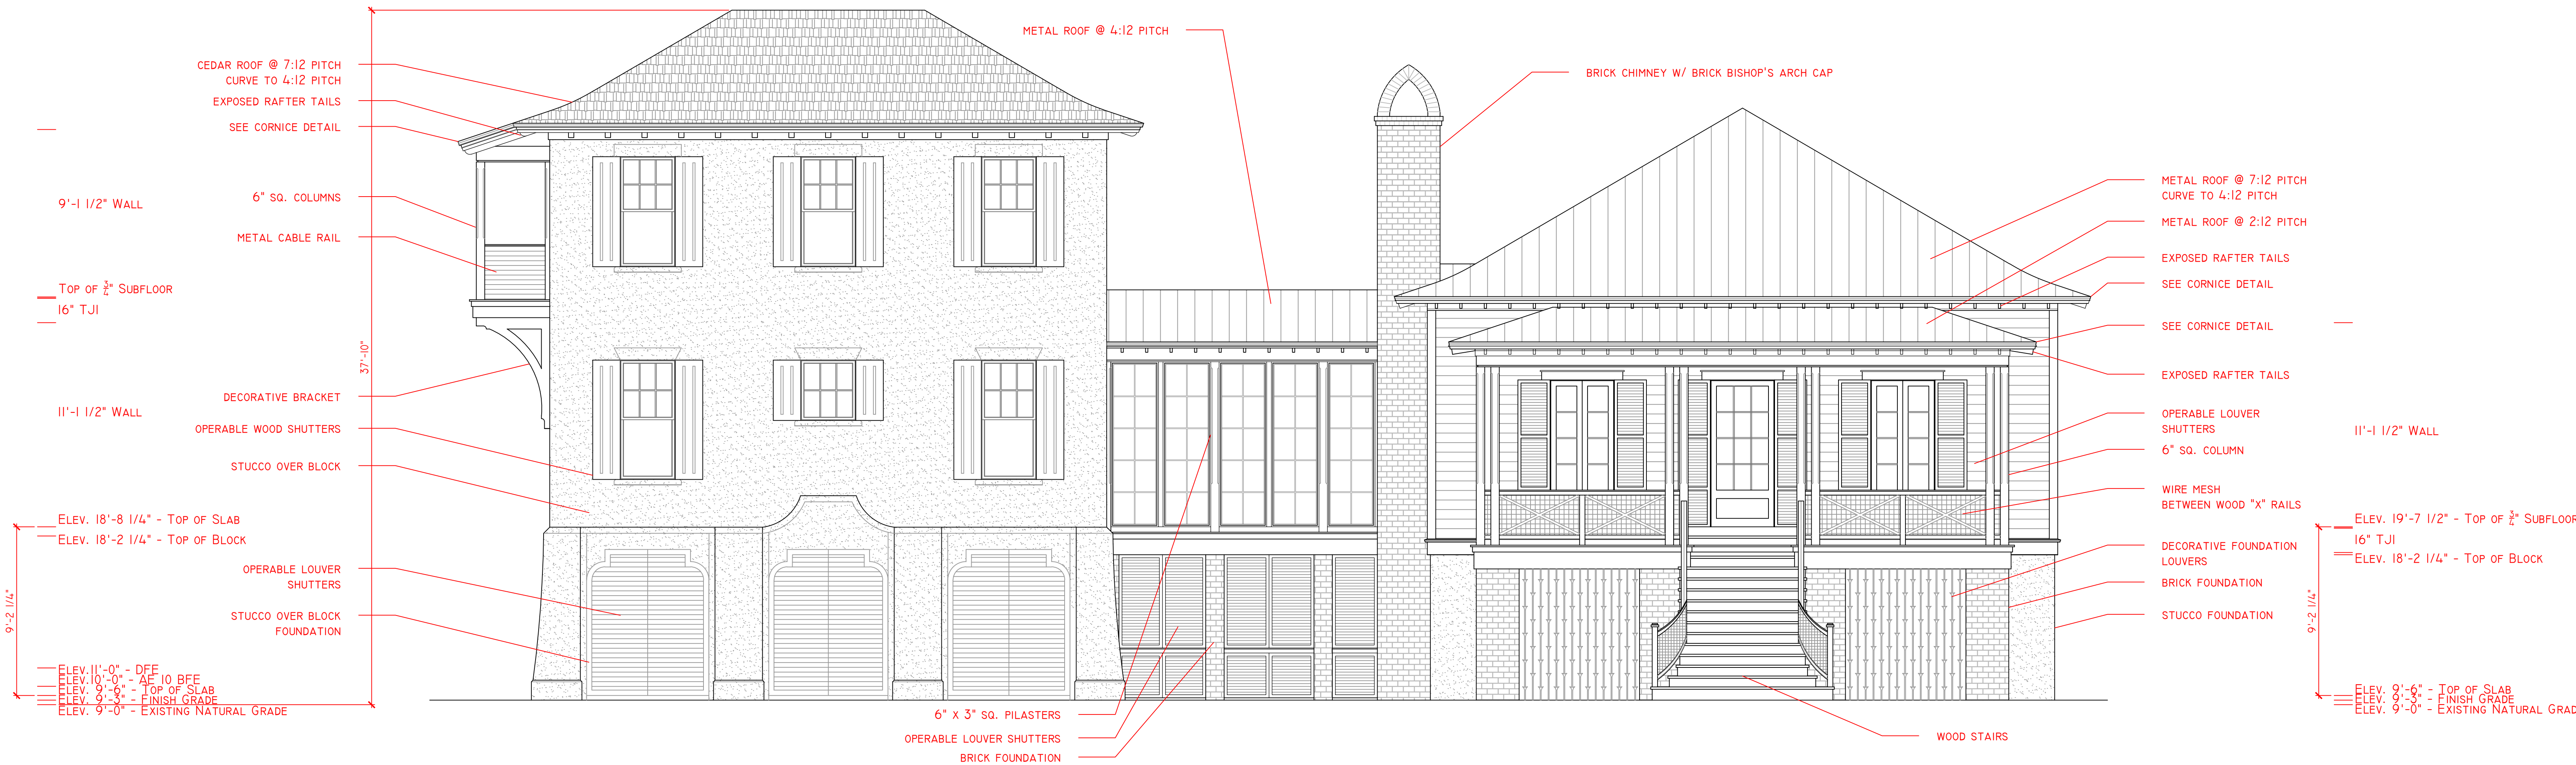 METAL ROOF @ 4:12 PITCH
CEDAR ROOF @ 7:12 PITCH
CURVE TO 4:12 PITCH
EXPOSED RAFTER TAILS
SEE CORNICE DETAIL
6" SQ. COLUMNS
METAL CABLE RAIL
DECORATIVE BRACKET
OPERABLE WOOD SHUTTERS
STUCCO OVER BLOCK
OPERABLE LOUVER
SHUTTERS
STUCCO OVER BLOCK
FOUNDATION
9'-1 1/2" WALL
TOP OF 3/4" SUBFLOOR
16" TJI
11'-1 1/2" WALL
ELEV. 18'-8 1/4" - TOP OF SLAB
ELEV. 18'-2 1/4" - TOP OF BLOCK
9'-2 1/4"
ELEV.11'-0" - DFE
ELEV.10'-0" - AE 10 BFE
ELEV. 9'-6" - TOP OF SLAB
ELEV. 9'-3" - FINISH GRADE
ELEV. 9'-0" - EXISTING NATURAL GRADE
37'-10"
6" X 3" SQ. PILASTERS
OPERABLE LOUVER SHUTTERS
BRICK FOUNDATION
BRICK CHIMNEY W/ BRICK BISHOP'S ARCH CAP
METAL ROOF @ 7:12 PITCH
CURVE TO 4:12 PITCH
METAL ROOF @ 2:12 PITCH
EXPOSED RAFTER TAILS
SEE CORNICE DETAIL
SEE CORNICE DETAIL
EXPOSED RAFTER TAILS
OPERABLE LOUVER
SHUTTERS
6" SQ. COLUMN
WIRE MESH
BETWEEN WOOD "X" RAILS
DECORATIVE FOUNDATION
LOUVERS
BRICK FOUNDATION
STUCCO FOUNDATION
WOOD STAIRS
11'-1 1/2" WALL
ELEV. 19'-7 1/2" - TOP OF 3/4" SUBFLOOR
16" TJI
ELEV. 18'-2 1/4" - TOP OF BLOCK
9'-2 1/4"
ELEV. 9'-6" - TOP OF SLAB
ELEV. 9'-3" - FINISH GRADE
ELEV. 9'-0" - EXISTING NATURAL GRAD